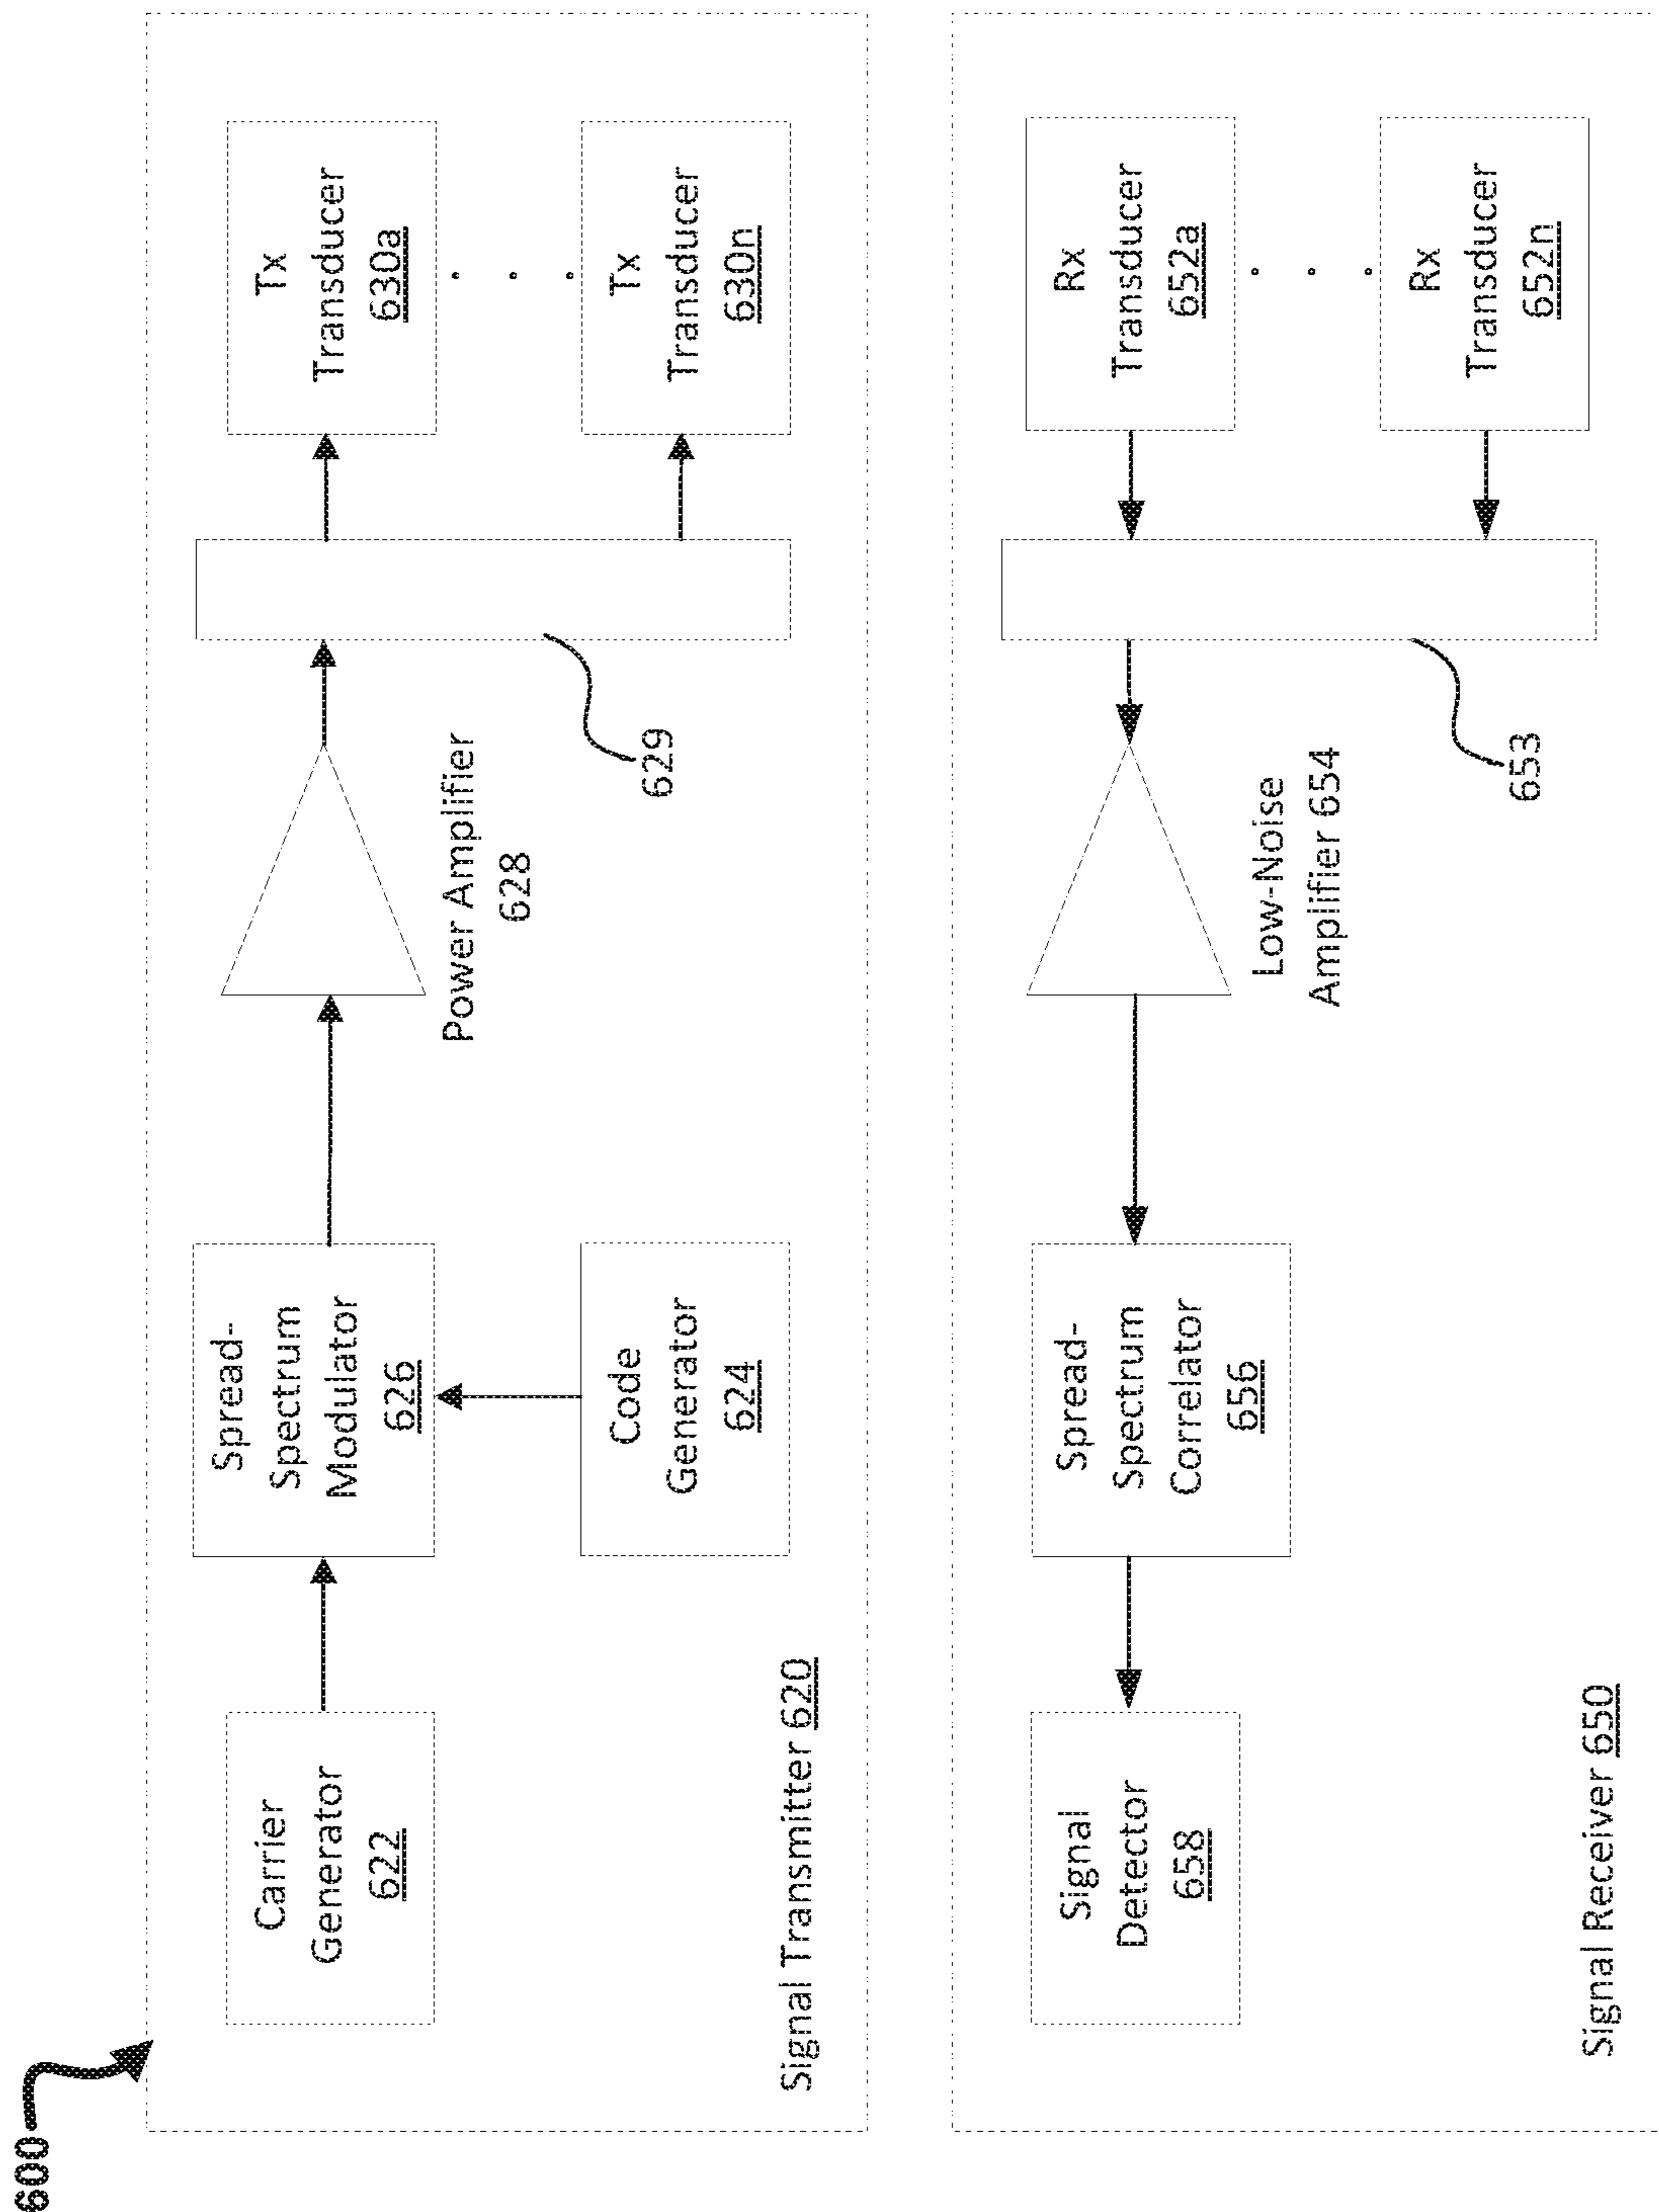 600
Carrier
Generator
622
Spread-
Spectrum
Modulator
626
Code
Generator
624
Power Amplifier
628
629
Tx
Transducer
630a
Tx
Transducer
630n
Signal Transmitter 620
Signal
Detector
658
Spread-
Spectrum
Correlator
656
Low-Noise
Amplifier 654
653
Rx
Transducer
652a
Rx
Transducer
652n
Signal Receiver 650